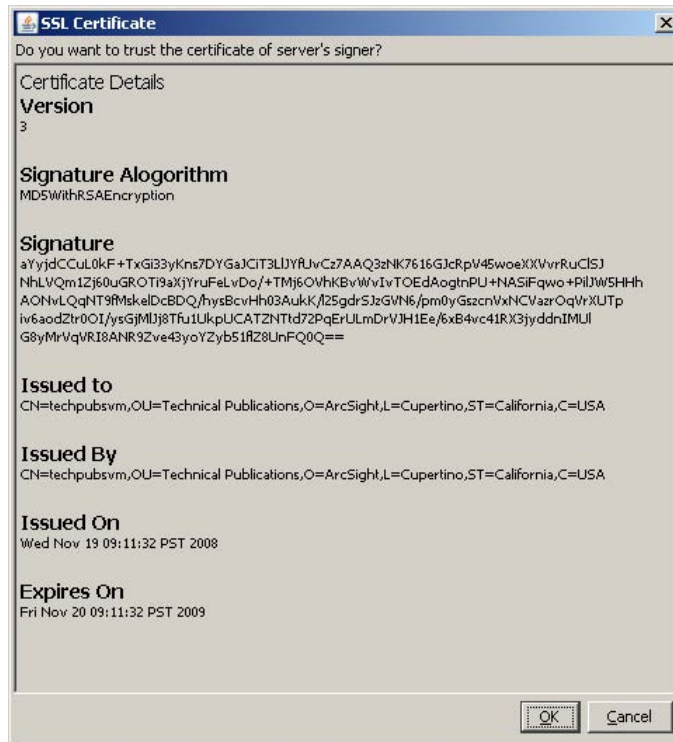 SSL Certificate
Do you want to trust the certificate of server's signer?
Certificate Details
Version
3
Signature Alogorithm
MD5WithRSAEncryption
Signature
aYyjdCCuL0kF+TxGi33yKns7DYGaJCiT3LlJYfUvCz7AAQ3zNK7616GJcRpV45woeXXVvrRuClSJ
NhLVQm1Zj60uGROTi9aXjYruFeLvDo/+TMj6OVhKBvWvIvTOEdAogtnPU+NASiFqwo+PilJW5HHh
AONvLQqNT9fMskelDcBDQ/hysBcvHh03AukK/l25gdrSJzGVN6/pm0yGszcnVxNCVazrOqVrXUTp
iv6aodZtr0OI/ysGjMlJj8Tfu1UkpUCATZNTtd72PqErULmDrVJH1Ee/6xB4vc41RX3jyddnIMUl
G8yMrVqVRI8ANR9Zve43yoYZyb51flZ8UnFQ0Q==
Issued to
CN=techpubsvm,OU=Technical Publications,O=ArcSight,L=Cupertino,ST=California,C=USA
Issued By
CN=techpubsvm,OU=Technical Publications,O=ArcSight,L=Cupertino,ST=California,C=USA
Issued On
Wed Nov 19 09:11:32 PST 2008
Expires On
Fri Nov 20 09:11:32 PST 2009
OK Cancel